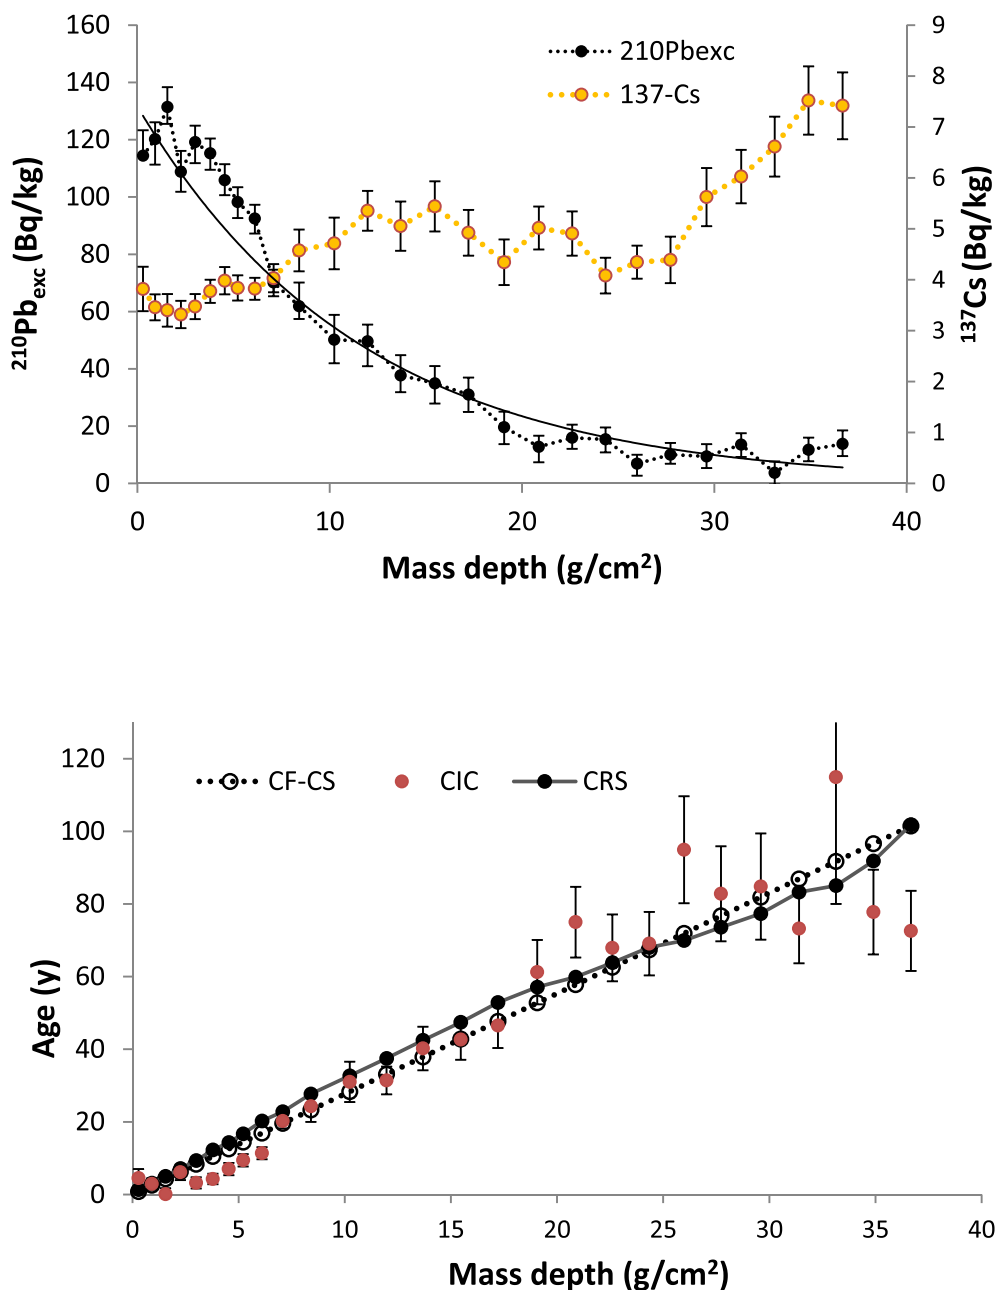 160
140
120
100
80
60
40
20
0
²¹⁰Pbexc (Bq/kg)
210Pbexc
137-Cs
9
8
7
6
5
4
3
2
1
0
¹³⁷Cs (Bq/kg)
0 10 20 30 40
Mass depth (g/cm²)
120
100
80
60
40
20
0
Age (y)
CF-CS CIC CRS
0 5 10 15 20 25 30 35 40
Mass depth (g/cm²)